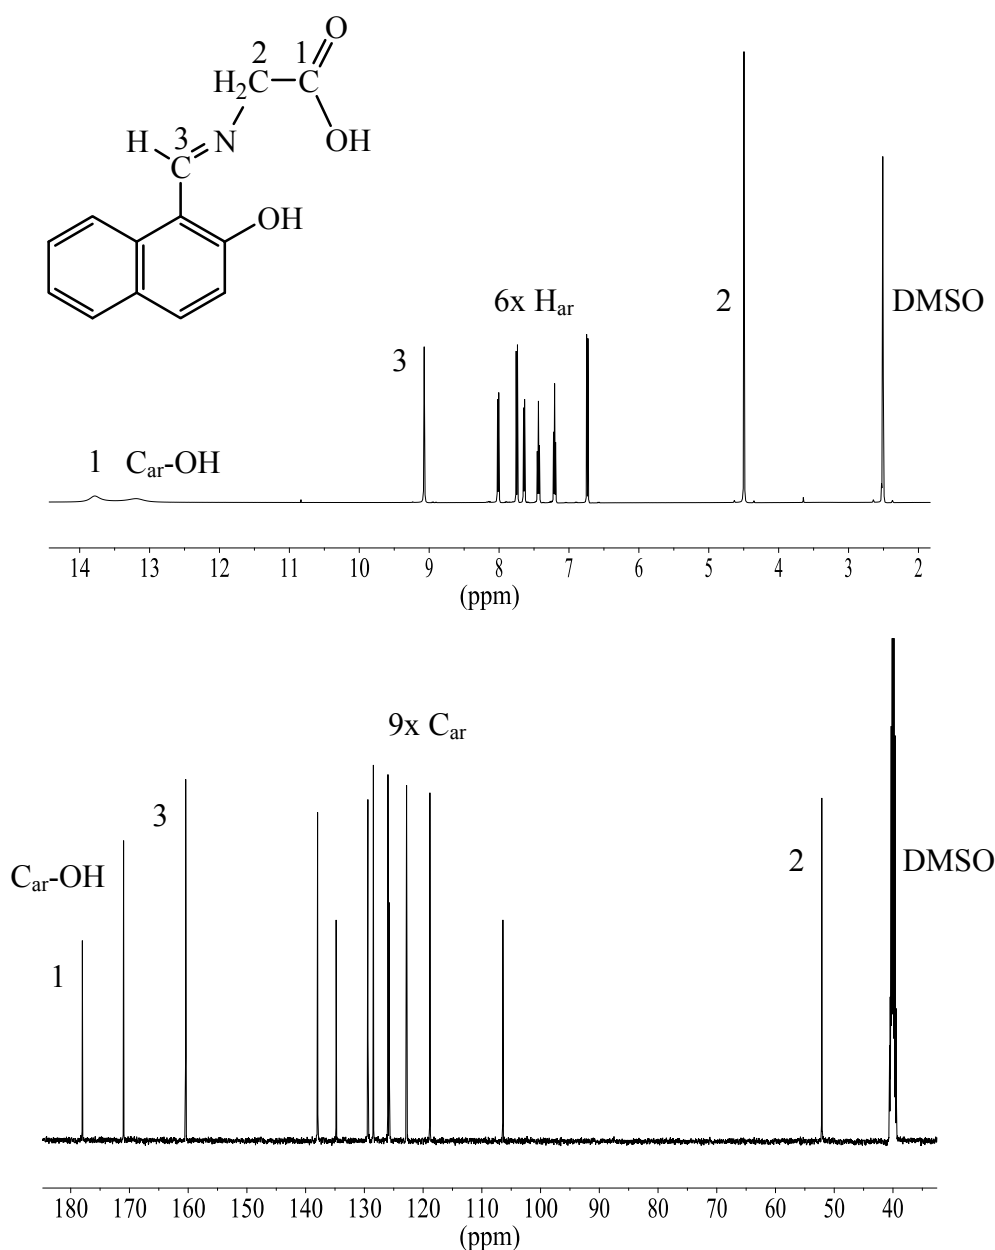 O
2 1
H₂C C
H 3 N OH
C
OH
6x Hₐᵣ
2
DMSO
3
1 Cₐᵣ-OH
14 13 12 11 10 9 8 7 6 5 4 3 2
(ppm)
9x Cₐᵣ
3
Cₐᵣ-OH
2 DMSO
1
180 170 160 150 140 130 120 110 100 90 80 70 60 50 40
(ppm)